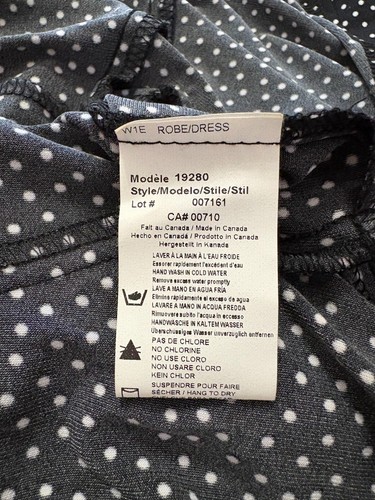 W1E ROBE/DRESS
Modèle 19280
Style/Modelo/Stile/Stil
Lot # 007161
CA# 00710
Fait au Canada / Made in Canada
Hecho en Canadá / Prodotto in Canada
Hergestellt in Kanada
LAVER À LA MAIN À L'EAU FROIDE
Essorer rapidement l'excédent d'eau
HAND WASH IN COLD WATER
Remove excess water promptly
LAVE A MANO EN AGUA FRÍA
Elimine rápidamente el exceso de agua
LAVARE A MANO IN ACQUA FREDDA
Rimuovere subito l'acqua in eccesso
HANDWÄSCHE IN KALTEM WASSER
Überschüssiges Wasser unverzüglich entfernen
PAS DE CHLORE
NO CHLORINE
NO USE CLORO
NON USARE CLORO
KEIN CHLOR
SUSPENDRE POUR FAIRE
SÉCHER / HANG TO DRY